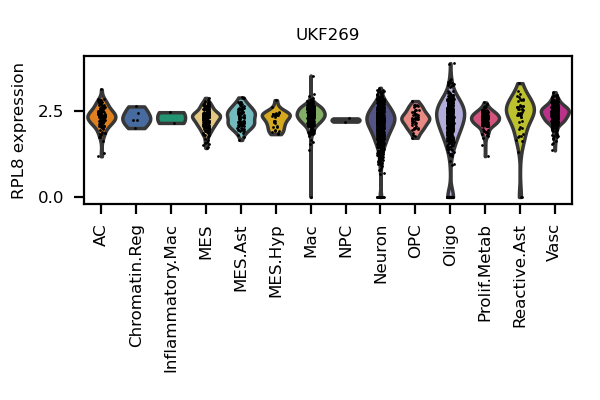 UKF269
RPL8 expression
2.5
0.0
AC
Chromatin.Reg
Inflammatory.Mac
MES
MES.Ast
MES.Hyp
Mac
NPC
Neuron
OPC
Oligo
Prolif.Metab
Reactive.Ast
Vasc